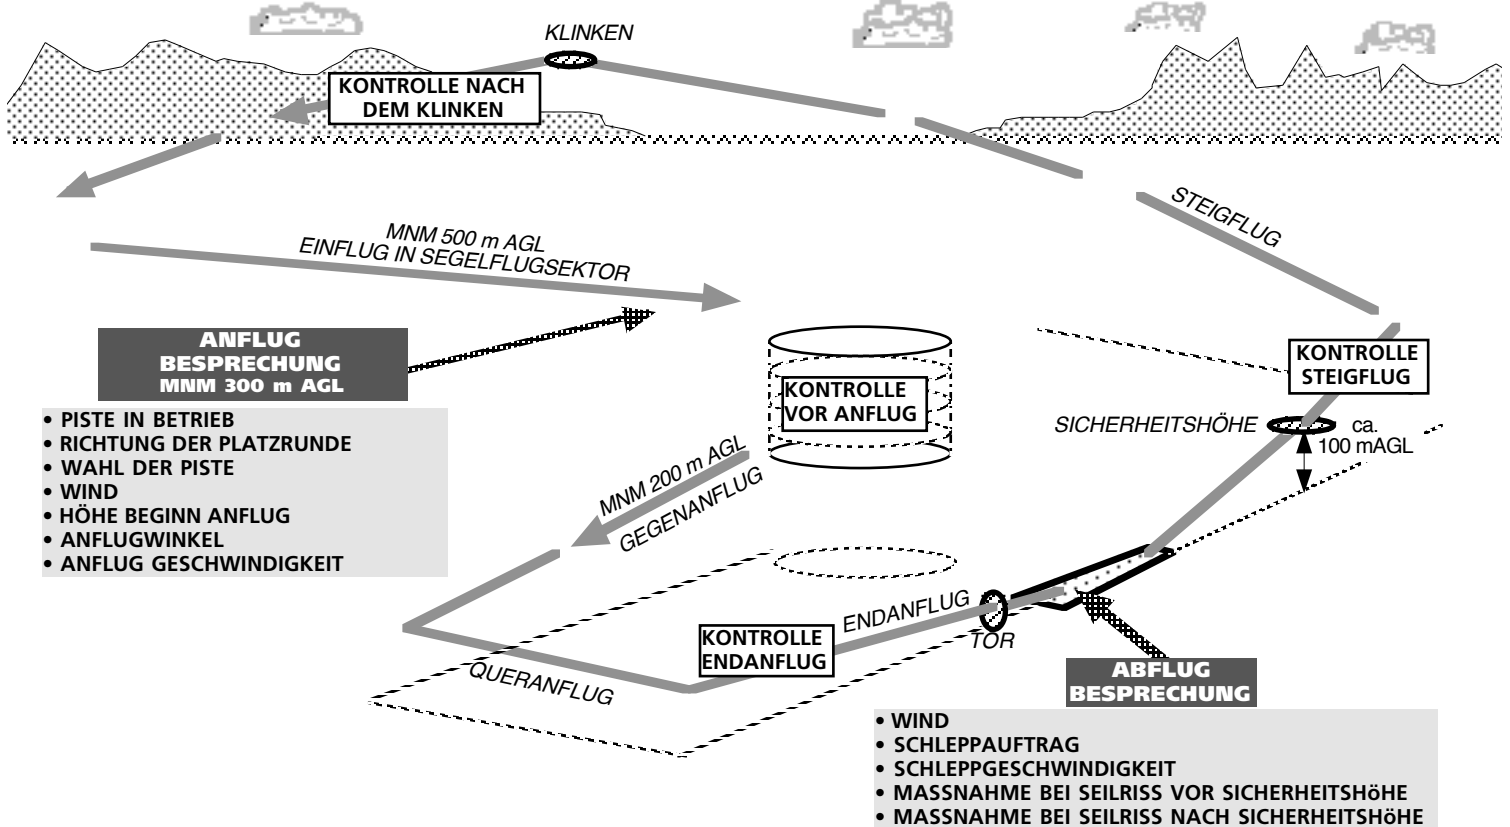 KLINKEN
KONTROLLE NACH
DEM KLINKEN
STEIGFLUG
MNM 500 m AGL
EINFLUG IN SEGELFLUGSEKTOR
ANFLUG
BESPRECHUNG
MNM 300 m AGL
• PISTE IN BETRIEB
• RICHTUNG DER PLATZRUNDE
• WAHL DER PISTE
• WIND
• HÖHE BEGINN ANFLUG
• ANFLUGWINKEL
• ANFLUG GESCHWINDIGKEIT
KONTROLLE
VOR ANFLUG
KONTROLLE
STEIGFLUG
SICHERHEITSHÖHE
ca.
100 mAGL
MNM 200 m AGL
GEGENANFLUG
QUERANFLUG
KONTROLLE
ENDANFLUG
ENDANFLUG
TOR
ABFLUG
BESPRECHUNG
• WIND
• SCHLEPPAUFTRAG
• SCHLEPPGESCHWINDIGKEIT
• MASSNAHME BEI SEILRISS VOR SICHERHEITSHöHE
• MASSNAHME BEI SEILRISS NACH SICHERHEITSHöHE